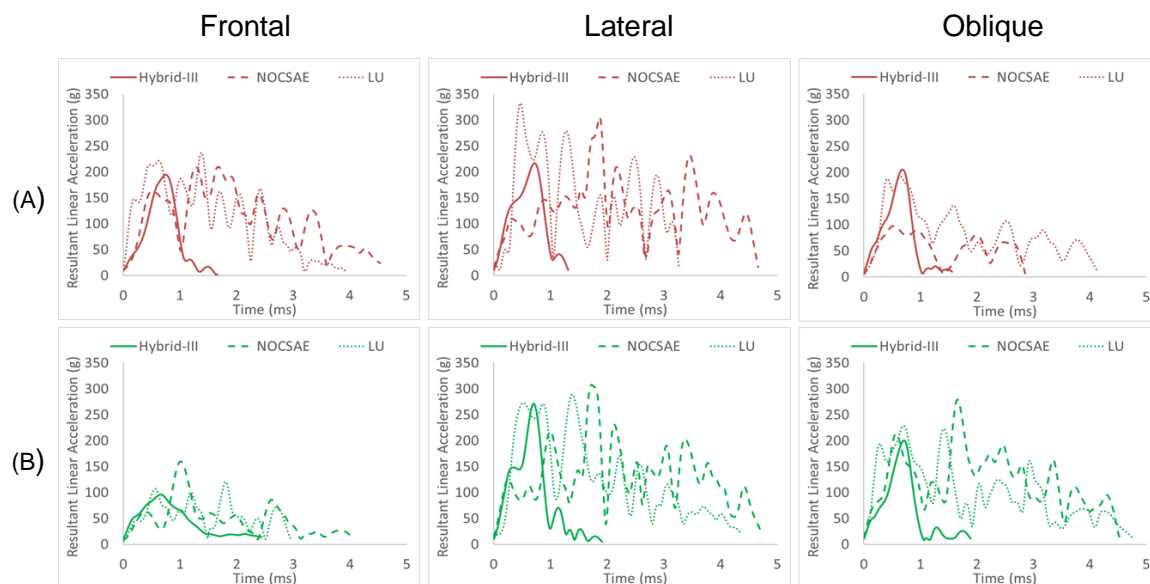 Frontal Lateral Oblique
(A)
Hybrid-III NOCSAE LU
Resultant Linear Acceleration (g)
350
300
250
200
150
100
50
0
0 1 2 3 4 5
Time (ms)
Hybrid-III NOCSAE LU
Resultant Linear Acceleration (g)
350
300
250
200
150
100
50
0
0 1 2 3 4 5
Time (ms)
Hybrid-III NOCSAE LU
Resultant Linear Acceleration (g)
350
300
250
200
150
100
50
0
0 1 2 3 4 5
Time (ms)
(B)
Hybrid-III NOCSAE LU
Resultant Linear Acceleration (g)
350
300
250
200
150
100
50
0
0 1 2 3 4 5
Time (ms)
Hybrid-III NOCSAE LU
Resultant Linear Acceleration (g)
350
300
250
200
150
100
50
0
0 1 2 3 4 5
Time (ms)
Hybrid-III NOCSAE LU
Resultant Linear Acceleration (g)
350
300
250
200
150
100
50
0
0 1 2 3 4 5
Time (ms)